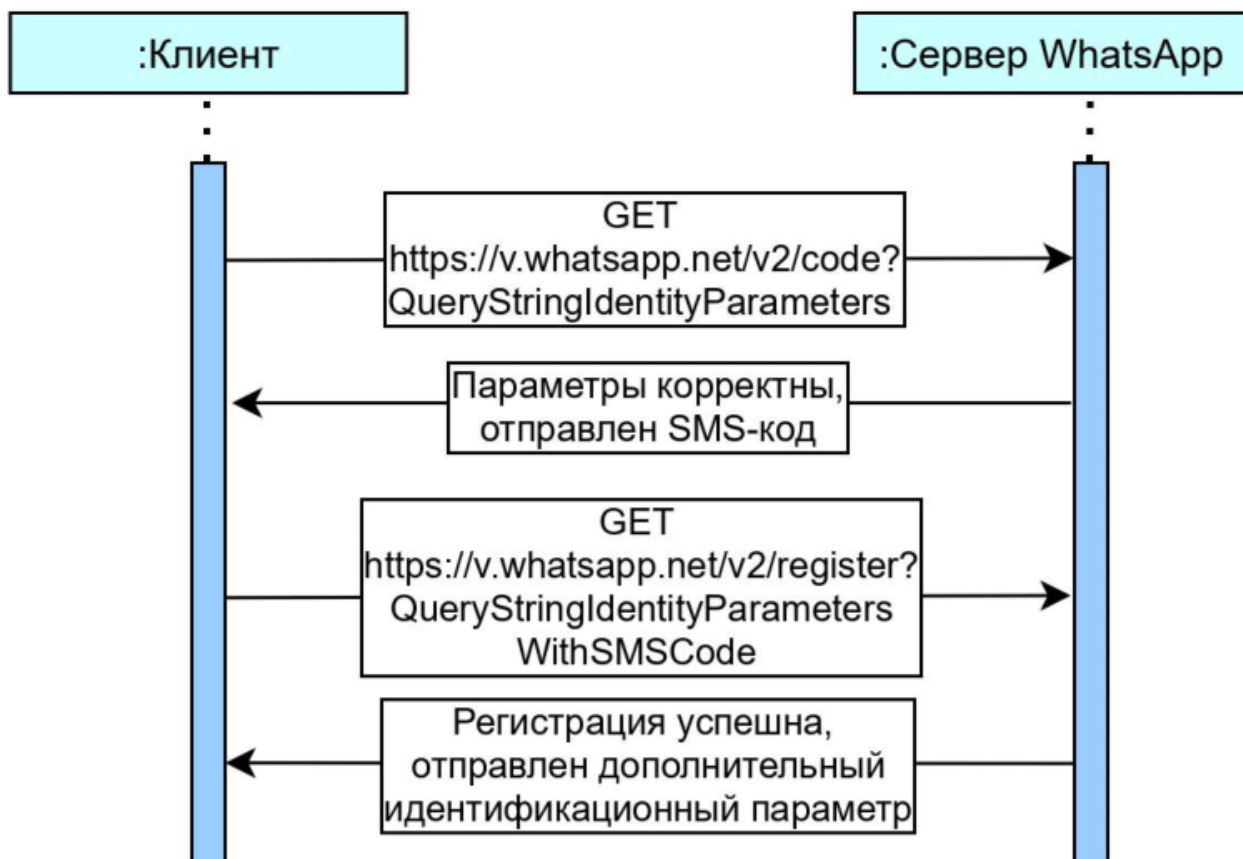 :Клиент
:Сервер WhatsApp
GET
https://v.whatsapp.net/v2/code?
QueryStringIdentityParameters
Параметры корректны,
отправлен SMS-код
GET
https://v.whatsapp.net/v2/register?
QueryStringIdentityParameters
WithSMSCode
Регистрация успешна,
отправлен дополнительный
идентификационный параметр